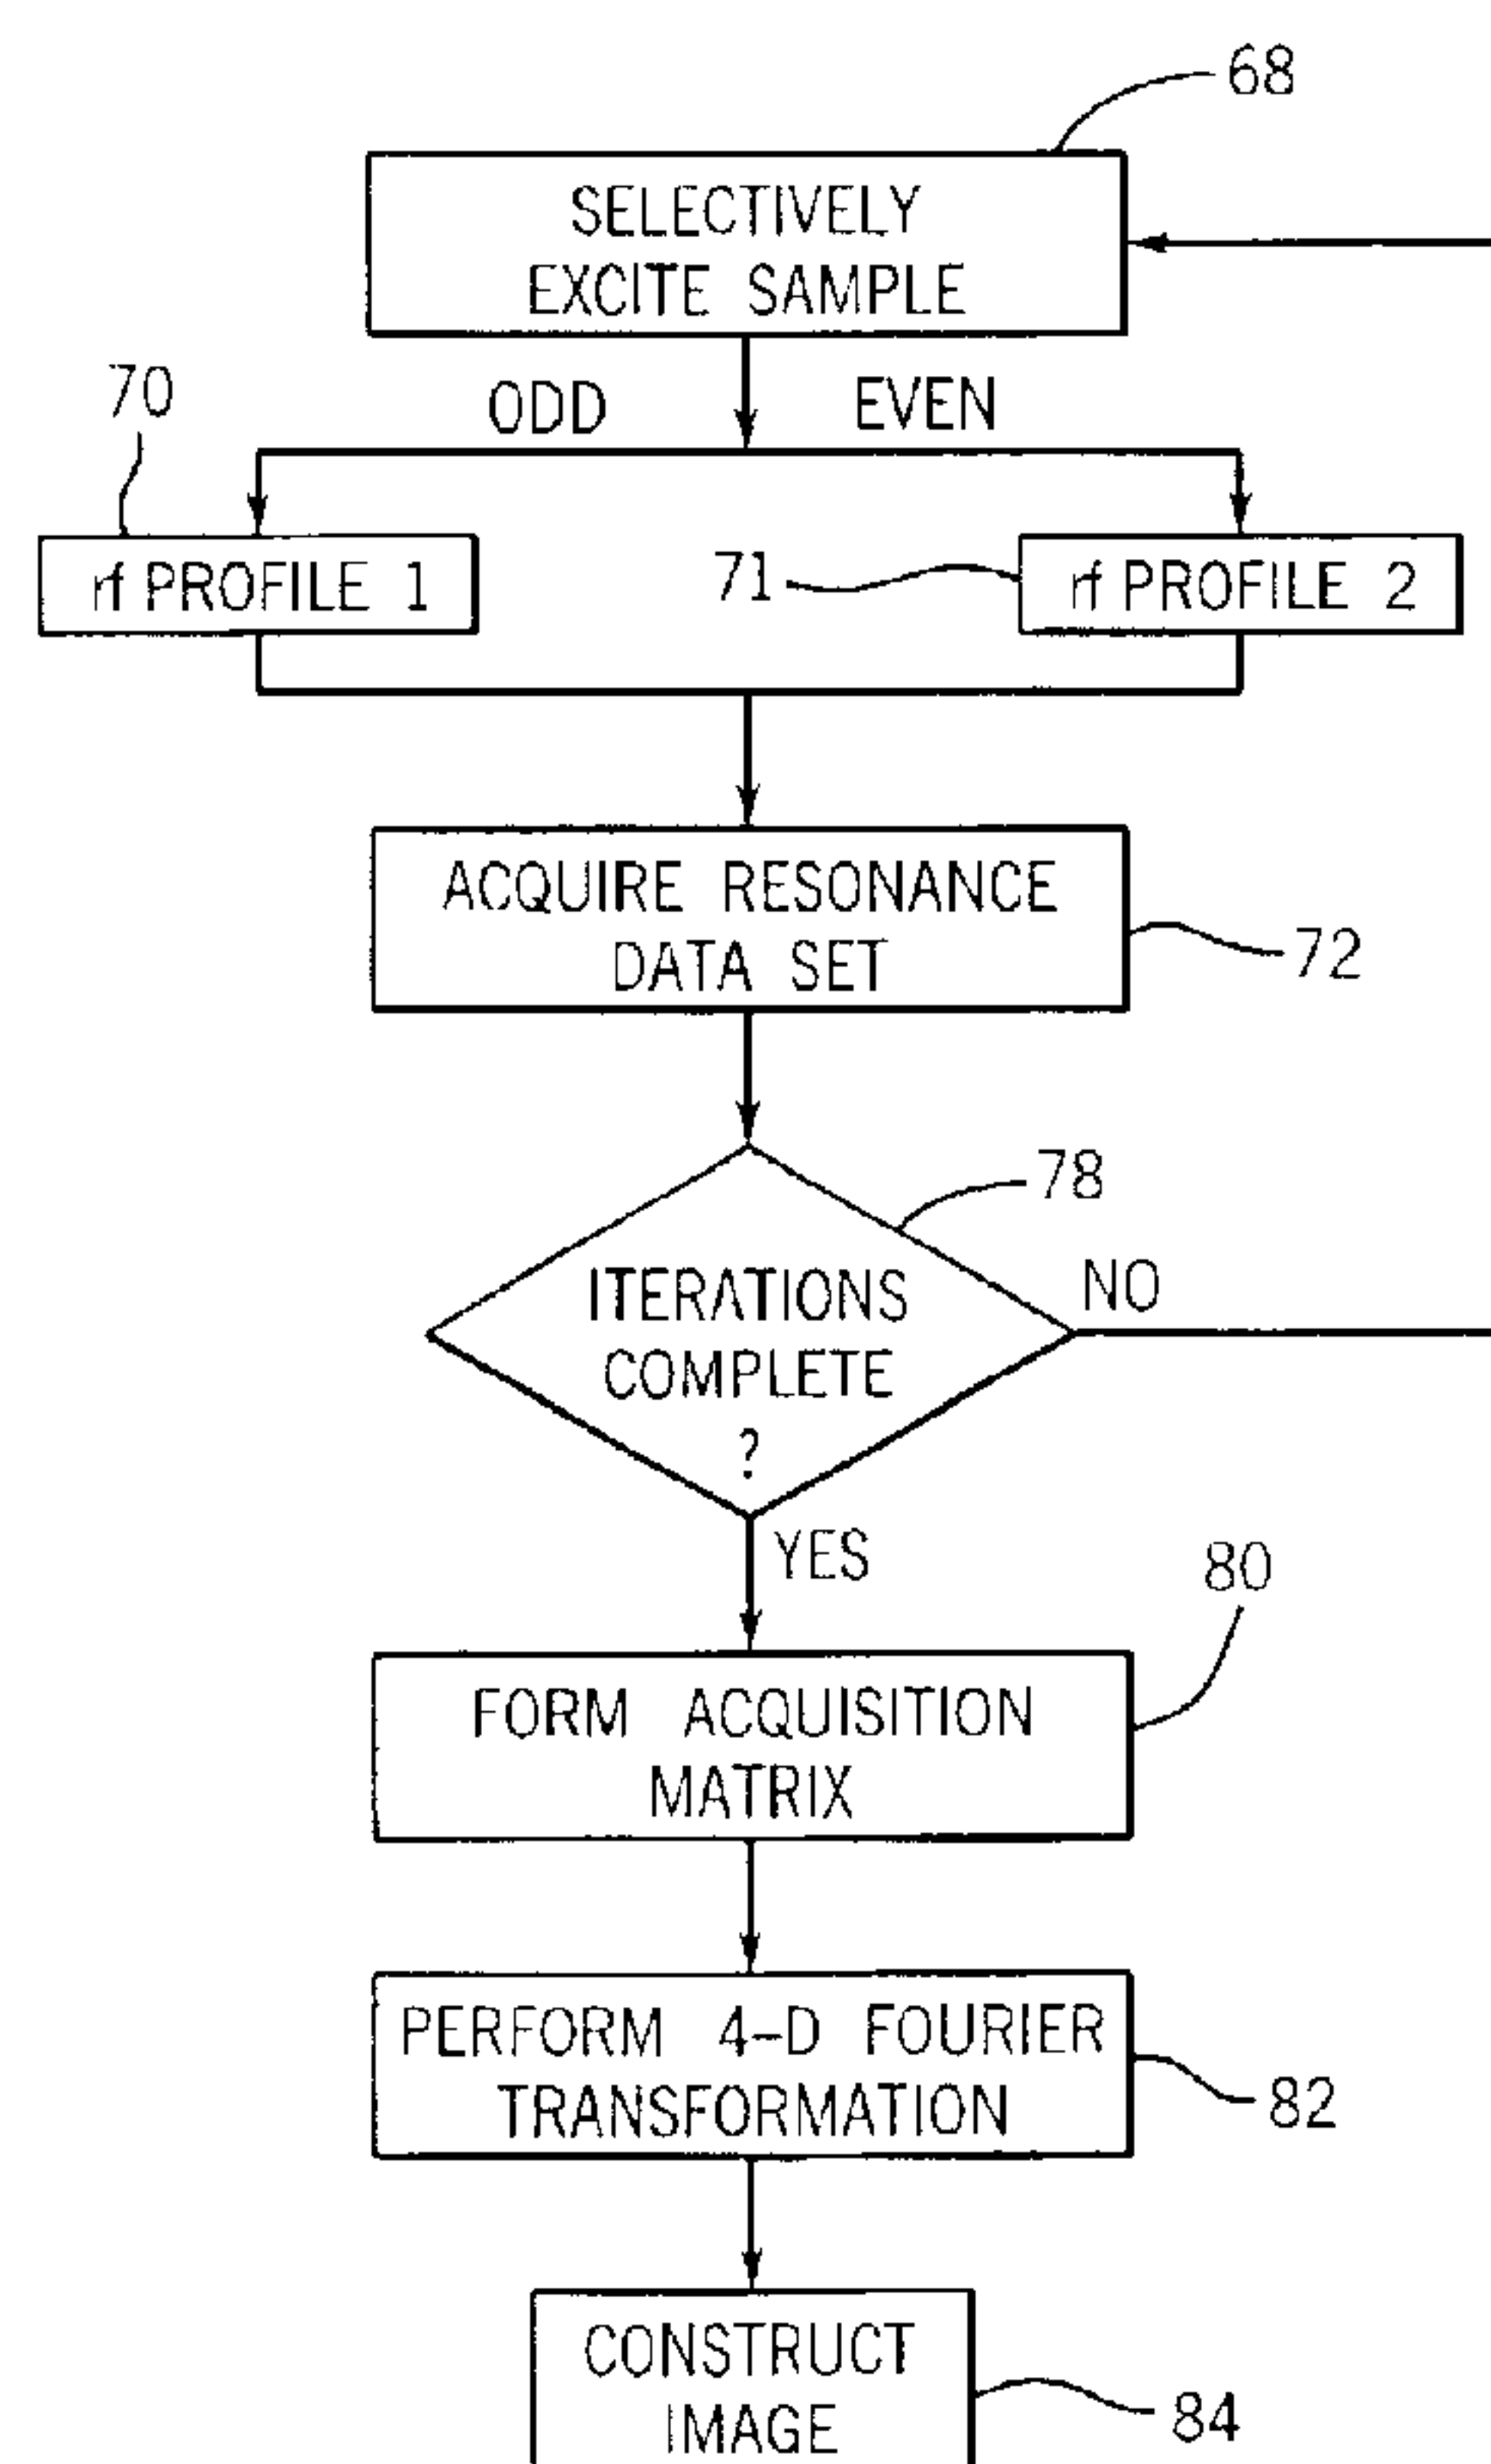 68
SELECTIVELY
EXCITE SAMPLE
70
ODD
EVEN
rf PROFILE 1
71
rf PROFILE 2
ACQUIRE RESONANCE
DATA SET
72
78
ITERATIONS
COMPLETE
?
NO
YES
80
FORM ACQUISITION
MATRIX
PERFORM 4-D FOURIER
TRANSFORMATION
82
CONSTRUCT
IMAGE
84